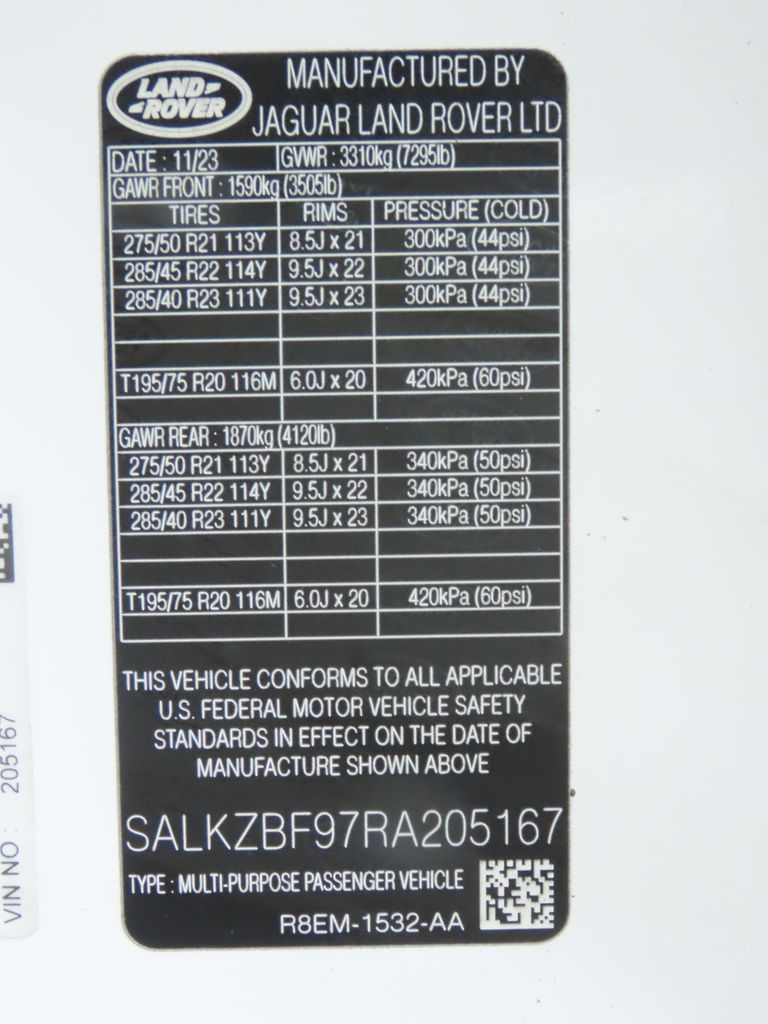 LAND
ROVER
MANUFACTURED BY
JAGUAR LAND ROVER LTD
DATE : 11/23 GVWR : 3310kg (7295lb)
GAWR FRONT : 1590kg (3505lb)
TIRES RIMS PRESSURE (COLD)
275/50 R21 113Y 8.5J x 21 300kPa (44psi)
285/45 R22 114Y 9.5J x 22 300kPa (44psi)
285/40 R23 111Y 9.5J x 23 300kPa (44psi)
T195/75 R20 116M 6.0J x 20 420kPa (60psi)
GAWR REAR : 1870kg (4120lb)
275/50 R21 113Y 8.5J x 21 340kPa (50psi)
285/45 R22 114Y 9.5J x 22 340kPa (50psi)
285/40 R23 111Y 9.5J x 23 340kPa (50psi)
T195/75 R20 116M 6.0J x 20 420kPa (60psi)
THIS VEHICLE CONFORMS TO ALL APPLICABLE
U.S. FEDERAL MOTOR VEHICLE SAFETY
STANDARDS IN EFFECT ON THE DATE OF
MANUFACTURE SHOWN ABOVE
SALKZBF97RA205167
TYPE : MULTI-PURPOSE PASSENGER VEHICLE
R8EM-1532-AA
VIN NO : 205167